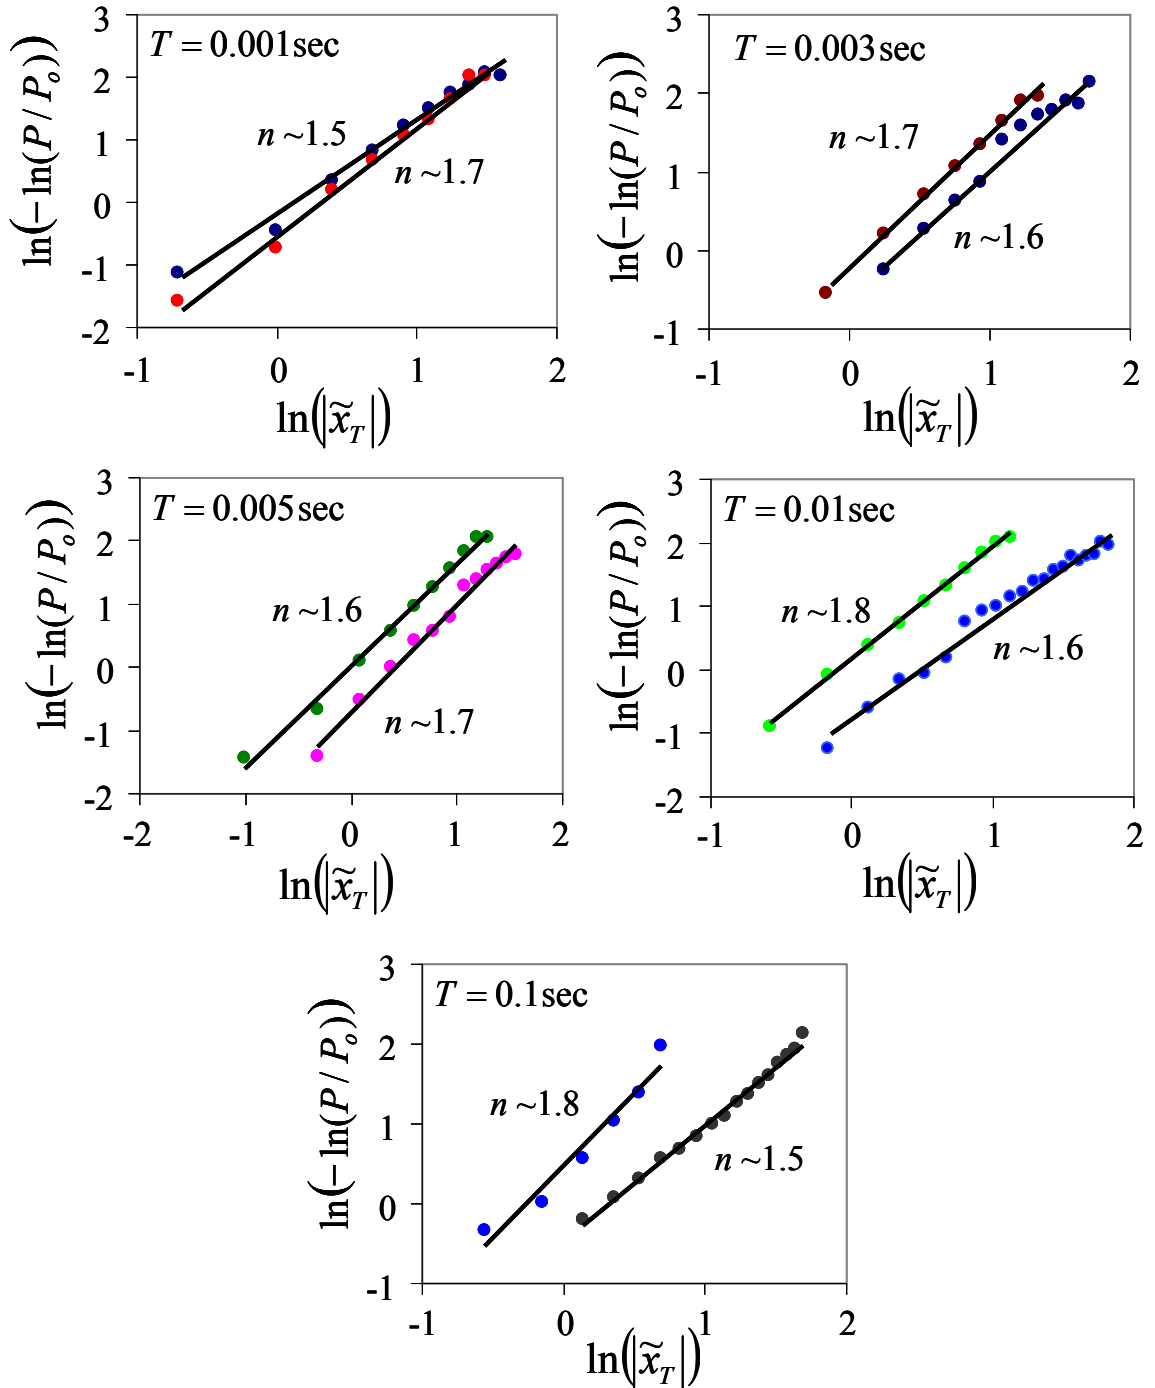 T = 0.001sec
ln(−ln(P / Pₒ))
3
2
1
0
-1
-2
n ~1.5
n ~1.7
-1 0 1 2
ln(|x̃_T|)
T = 0.003sec
ln(−ln(P / Pₒ))
3
2
1
0
-1
n ~1.7
n ~1.6
-1 0 1 2
ln(|x̃_T|)
T = 0.005sec
ln(−ln(P / Pₒ))
3
2
1
0
-1
-2
n ~1.6
n ~1.7
-2 -1 0 1 2
ln(|x̃_T|)
T = 0.01sec
ln(−ln(P / Pₒ))
3
2
1
0
-1
-2
n ~1.8
n ~1.6
-1 0 1 2
ln(|x̃_T|)
T = 0.1sec
ln(−ln(P / Pₒ))
3
2
1
0
-1
n ~1.8
n ~1.5
-1 0 1 2
ln(|x̃_T|)